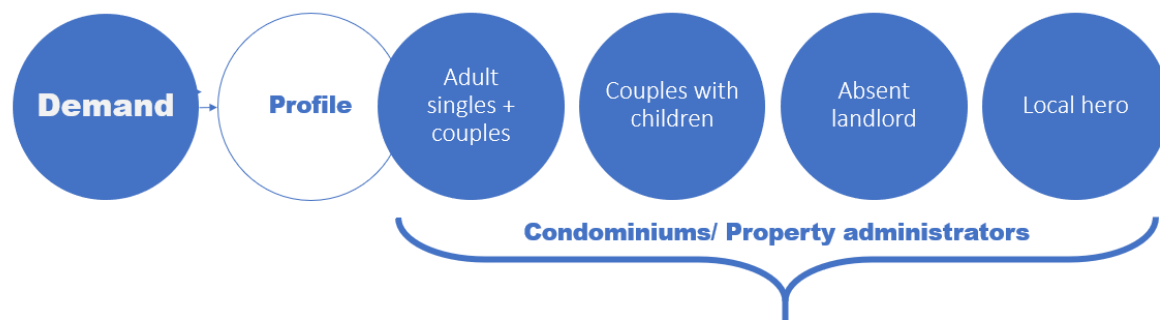 Demand
Profile
Adult
singles +
couples
Couples with
children
Absent
landlord
Local hero
Condominiums/ Property administrators